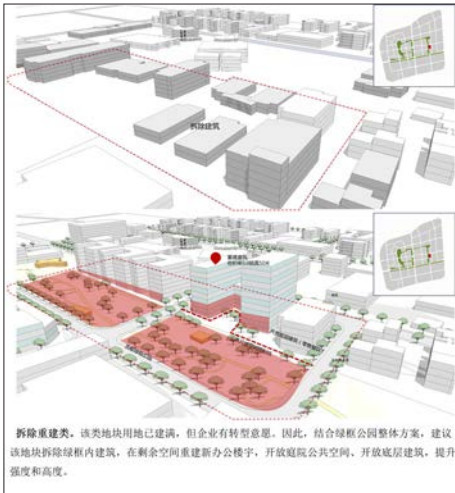 拆除建筑
重建建筑
拆除重建类。该类地块用地已建满，但企业有转型意愿。因此，结合绿框公园整体方案，建议
该地块拆除绿框内建筑，在剩余空间重建新办公楼宇，开放庭院公共空间、开放底层建筑，提升
强度和高度。